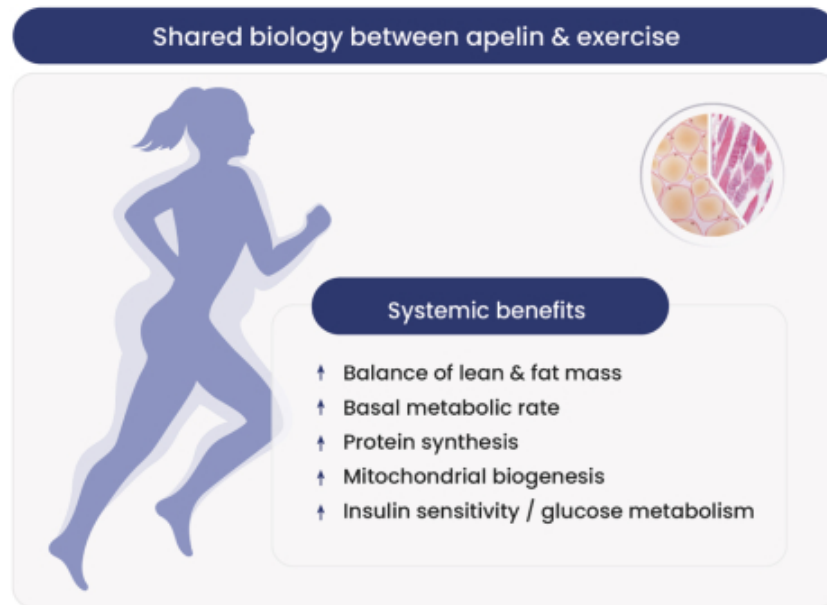 Shared biology between apelin & exercise
Systemic benefits
↑ Balance of lean & fat mass
↑ Basal metabolic rate
↑ Protein synthesis
↑ Mitochondrial biogenesis
↑ Insulin sensitivity / glucose metabolism